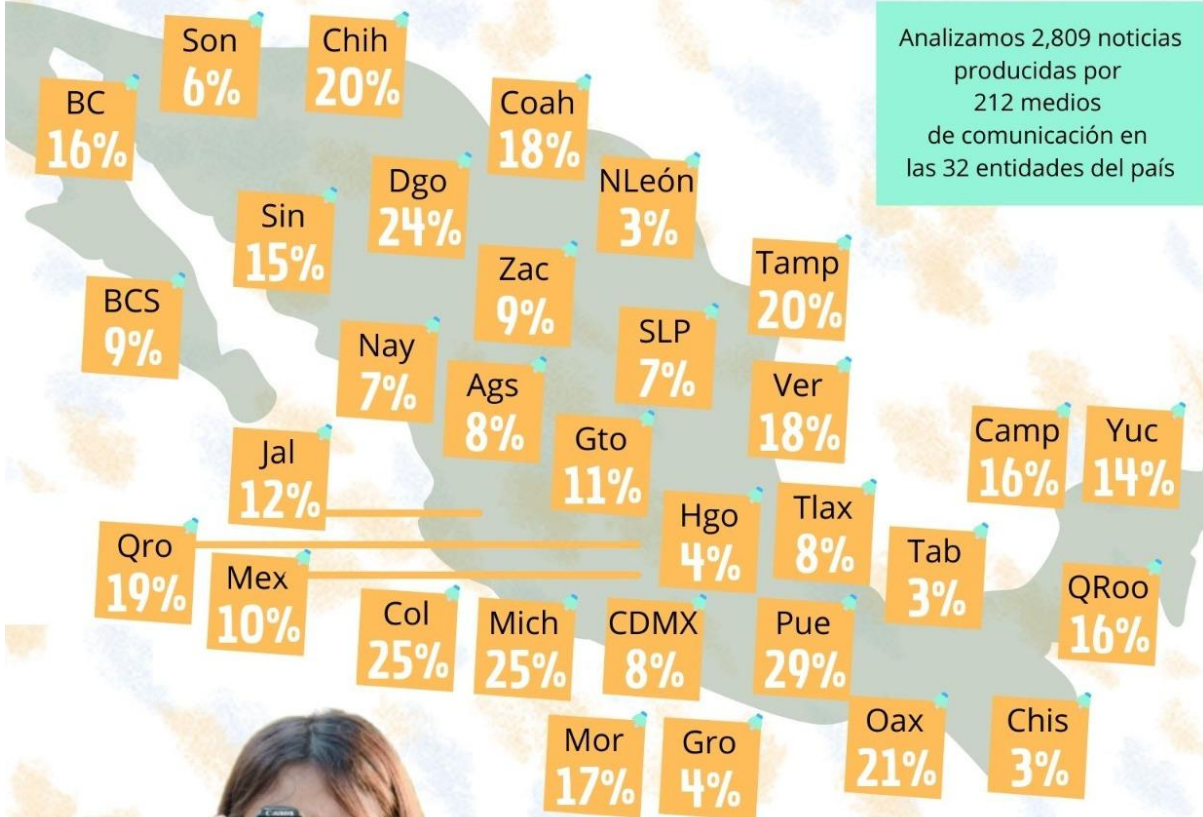 Analizamos 2,809 noticias
producidas por
212 medios
de comunicación en
las 32 entidades del país
Son
6%
Chih
20%
BC
16%
Coah
18%
Dgo
24%
NLeón
3%
Sin
15%
Zac
9%
Tamp
20%
BCS
9%
Nay
7%
SLP
7%
Ags
8%
Ver
18%
Gto
11%
Camp
16%
Yuc
14%
Jal
12%
Hgo
4%
Tlax
8%
Qro
19%
Mex
10%
Tab
3%
QRoo
16%
Col
25%
Mich
25%
CDMX
8%
Pue
29%
Mor
17%
Gro
4%
Oax
21%
Chis
3%
Canon